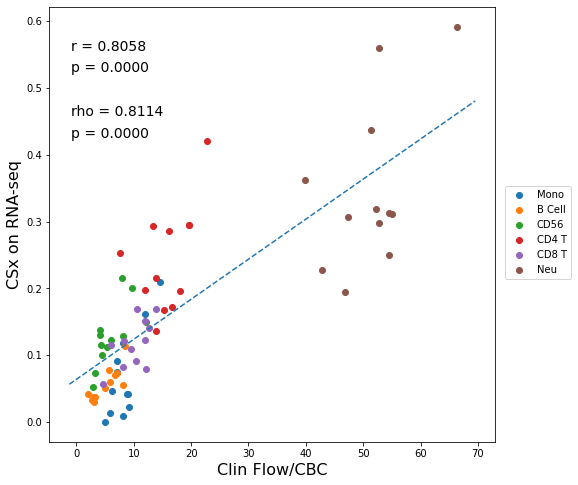 r = 0.8058
p = 0.0000
rho = 0.8114
p = 0.0000
CSx on RNA-seq
0.6
0.5
0.4
0.3
0.2
0.1
0.0
0 10 20 30 40 50 60 70
Clin Flow/CBC
Mono
B Cell
CD56
CD4 T
CD8 T
Neu